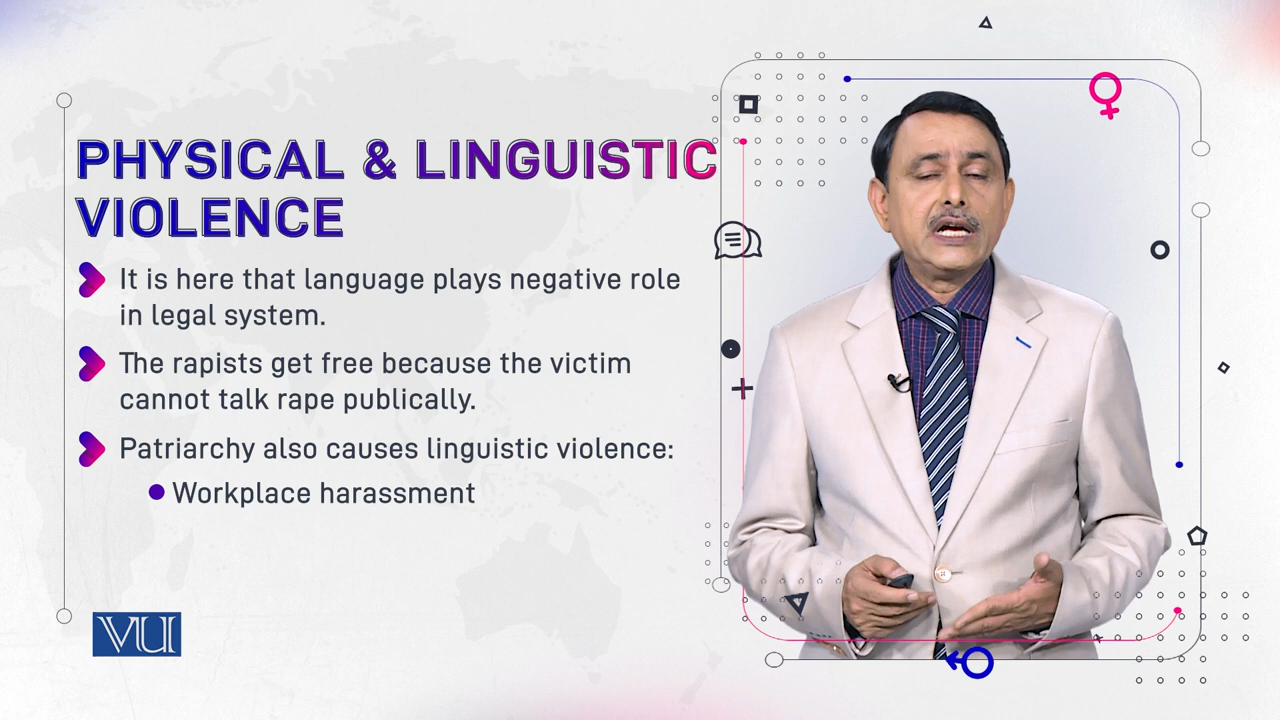 PHYSICAL & LINGUISTIC
VIOLENCE
It is here that language plays negative role
in legal system.
The rapists get free because the victim
cannot talk rape publically.
Patriarchy also causes linguistic violence:
Workplace harassment
VU